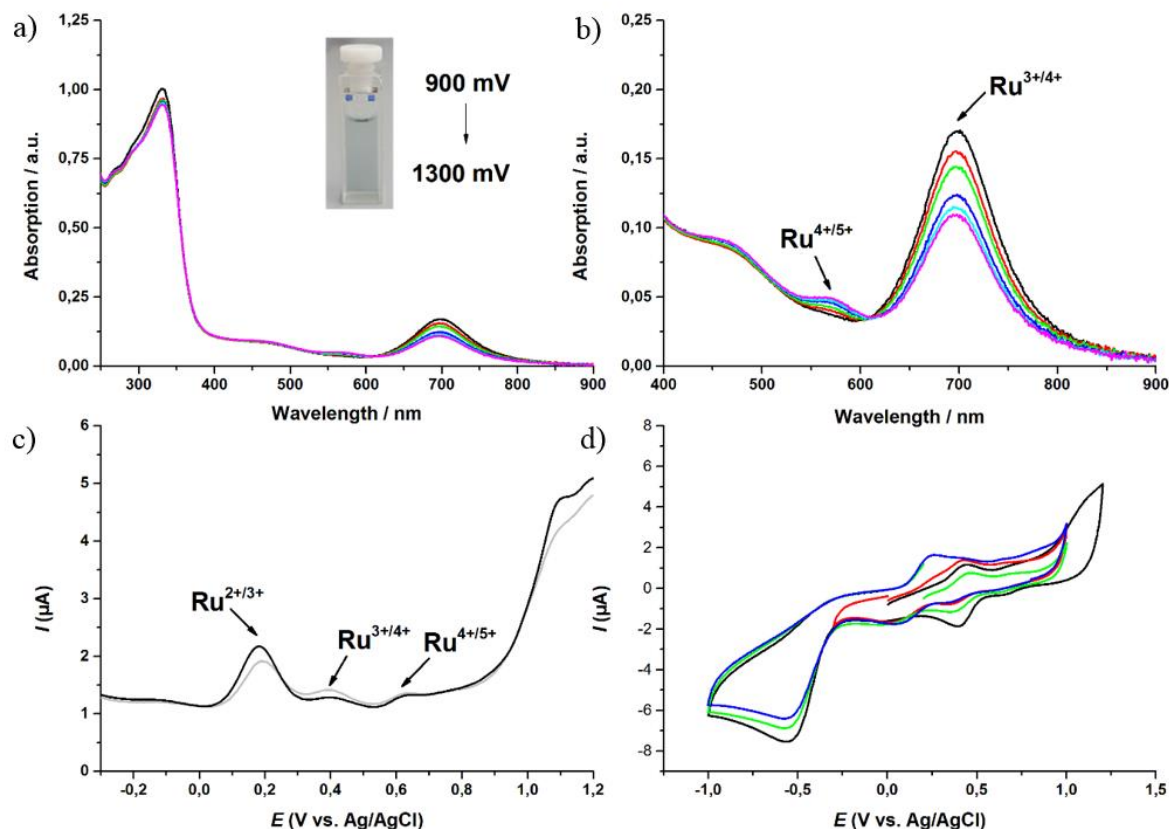 a)
1,25
1,00
0,75
0,50
0,25
0,00
Absorption / a.u.
300 400 500 600 700 800 900
Wavelength / nm
900 mV
1300 mV
b)
0,25
0,20
0,15
0,10
0,05
0,00
Absorption / a.u.
400 500 600 700 800 900
Wavelength / nm
Ru3+/4+
Ru4+/5+
c)
6
5
4
3
2
1
0
I (µA)
-0,2 0,0 0,2 0,4 0,6 0,8 1,0 1,2
E (V vs. Ag/AgCl)
Ru2+/3+
Ru3+/4+
Ru4+/5+
d)
8
6
4
2
0
-2
-4
-6
-8
I (µA)
-1,0 -0,5 0,0 0,5 1,0 1,5
E (V vs. Ag/AgCl)